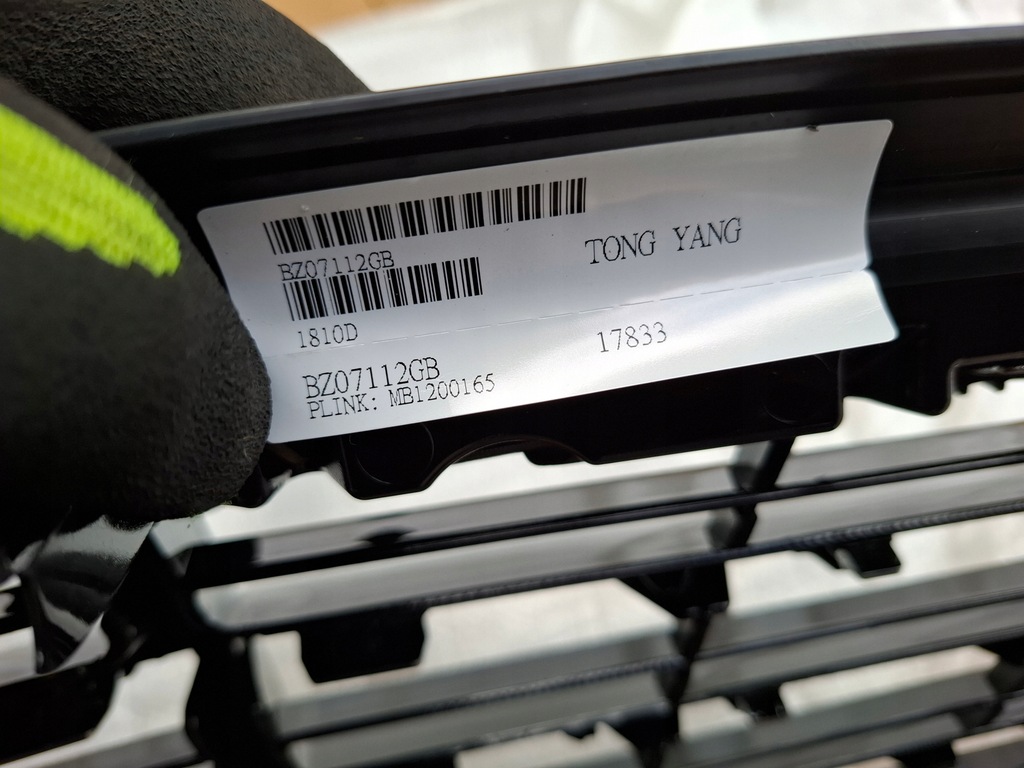 BZ07112GB
TONG YANG
1810D
17833
BZ07112GB
PLINK: MB1200165